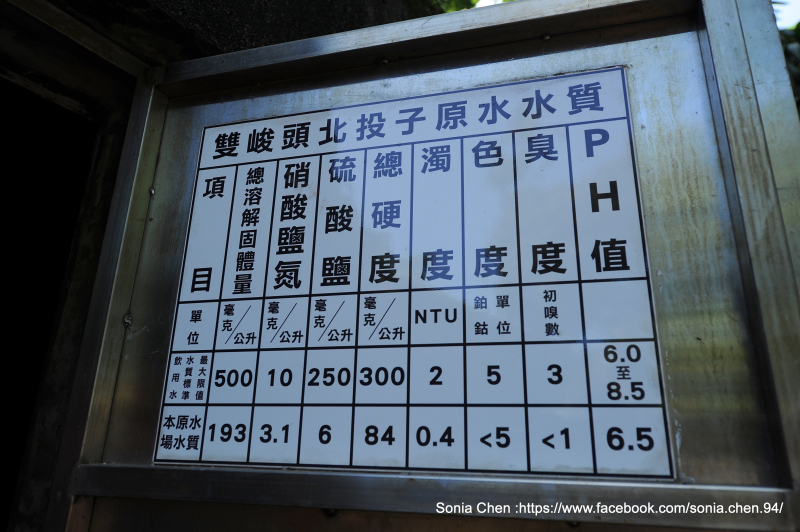 雙峻頭北投子原水水質
項目 總溶解固體量 硝酸鹽氮 硫酸鹽 總硬度 濁度 色度 臭度 PH值
單位 毫克/公升 毫克/公升 毫克/公升 毫克/公升 NTU 鉑鈷單位 初嗅數
飲用水水質標準最大限值 500 10 250 300 2 5 3 6.0至8.5
本場原水水質 193 3.1 6 84 0.4 <5 <1 6.5
Sonia Chen :https://www.facebook.com/sonia.chen.94/